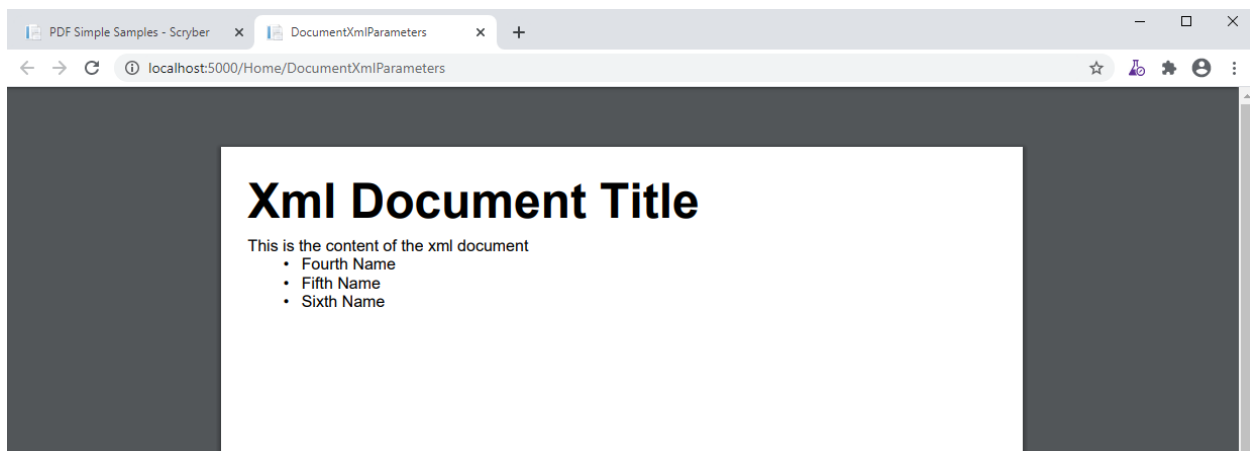 PDF Simple Samples - Scryber
DocumentXmlParameters
localhost:5000/Home/DocumentXmlParameters
Xml Document Title
This is the content of the xml document
• Fourth Name
• Fifth Name
• Sixth Name